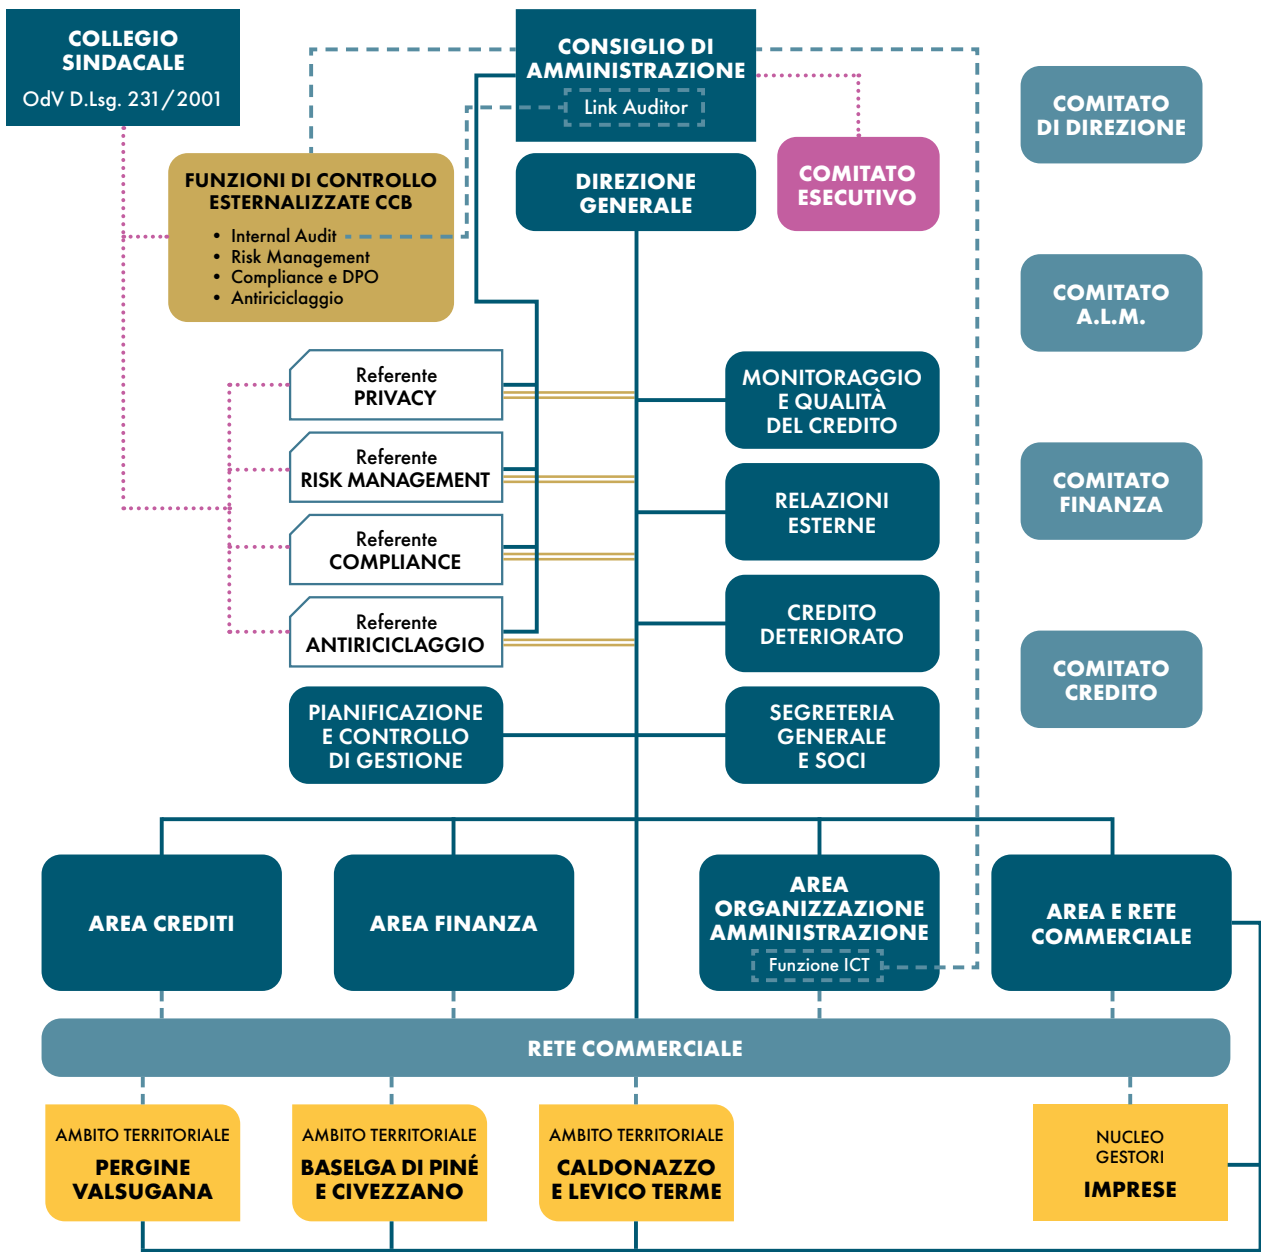 COLLEGIO
SINDACALE
OdV D.Lsg. 231/2001
CONSIGLIO DI
AMMINISTRAZIONE
Link Auditor
COMITATO
DI DIREZIONE
FUNZIONI DI CONTROLLO
ESTERNALIZZATE CCB
• Internal Audit
• Risk Management
• Compliance e DPO
• Antiriciclaggio
DIREZIONE
GENERALE
COMITATO
ESECUTIVO
COMITATO
A.L.M.
Referente
PRIVACY
MONITORAGGIO
E QUALITÀ
DEL CREDITO
Referente
RISK MANAGEMENT
RELAZIONI
ESTERNE
COMITATO
FINANZA
Referente
COMPLIANCE
Referente
ANTIRICICLAGGIO
CREDITO
DETERIORATO
COMITATO
CREDITO
PIANIFICAZIONE
E CONTROLLO
DI GESTIONE
SEGRETERIA
GENERALE
E SOCI
AREA CREDITI
AREA FINANZA
AREA
ORGANIZZAZIONE
AMMINISTRAZIONE
Funzione ICT
AREA E RETE
COMMERCIALE
RETE COMMERCIALE
AMBITO TERRITORIALE
PERGINE
VALSUGANA
AMBITO TERRITORIALE
BASELGA DI PINÉ
E CIVEZZANO
AMBITO TERRITORIALE
CALDONAZZO
E LEVICO TERME
NUCLEO
GESTORI
IMPRESE